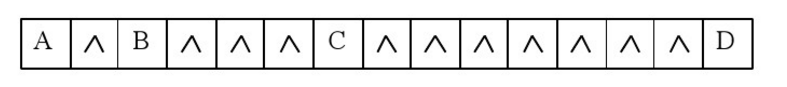 A ∧ B ∧ ∧ ∧ C ∧ ∧ ∧ ∧ ∧ ∧ ∧ D